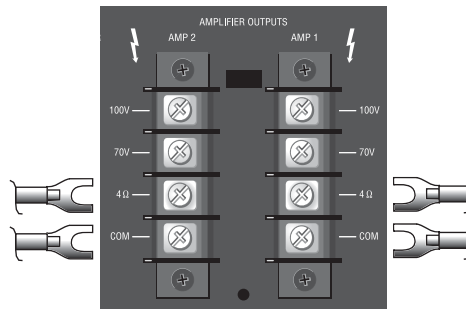 AMPLIFIER OUTPUTS
AMP 2 AMP 1
100V 100V
70V 70V
4 Ω 4 Ω
COM COM